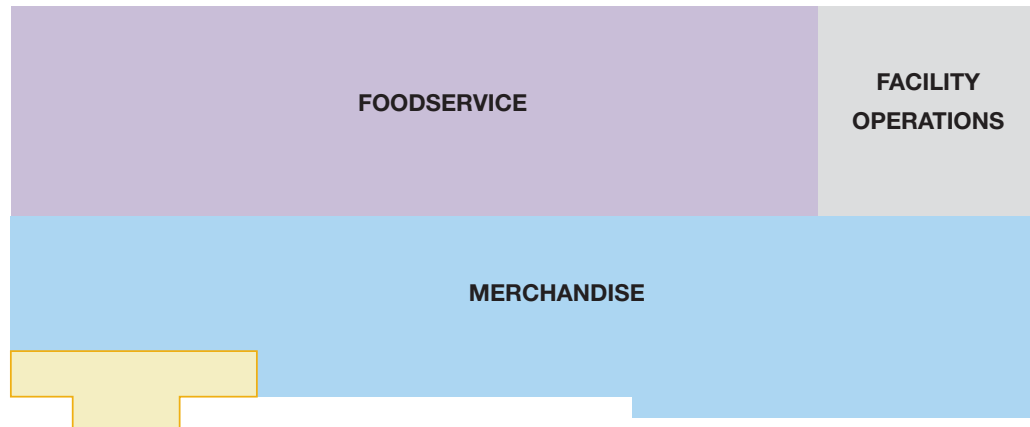 FOODSERVICE
FACILITY
OPERATIONS
MERCHANDISE